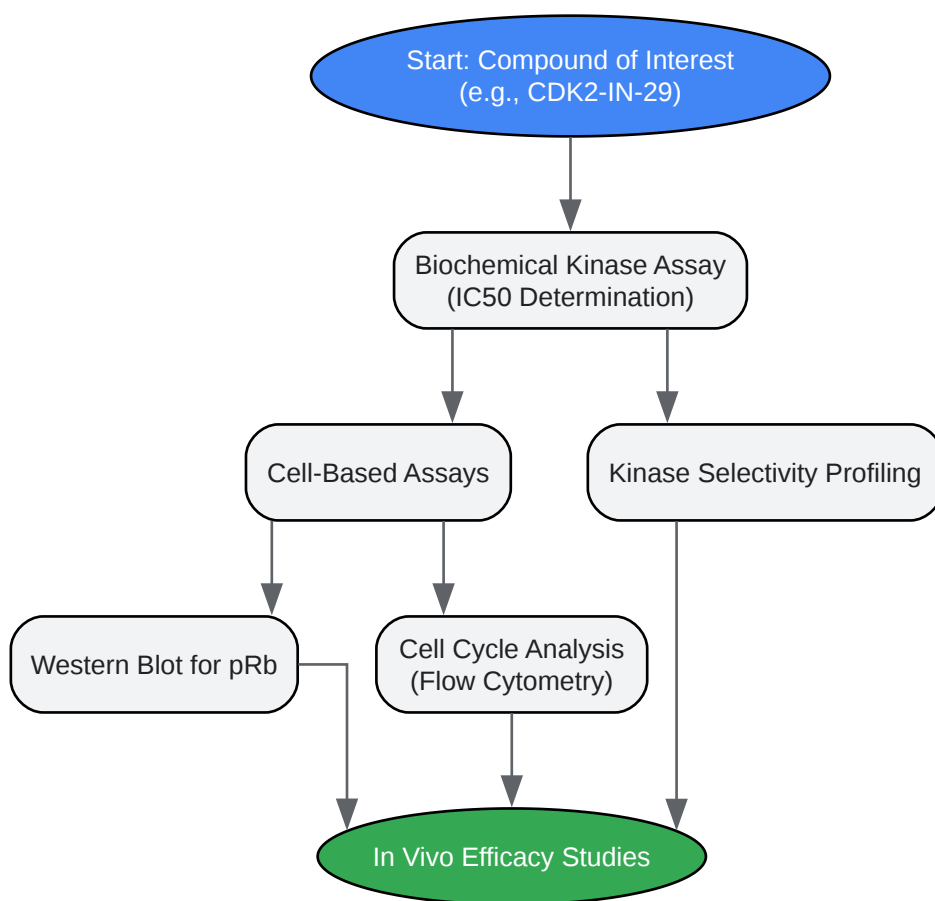 Start: Compound of Interest
(e.g., CDK2-IN-29)
Biochemical Kinase Assay
(IC50 Determination)
Cell-Based Assays
Kinase Selectivity Profiling
Western Blot for pRb
Cell Cycle Analysis
(Flow Cytometry)
In Vivo Efficacy Studies